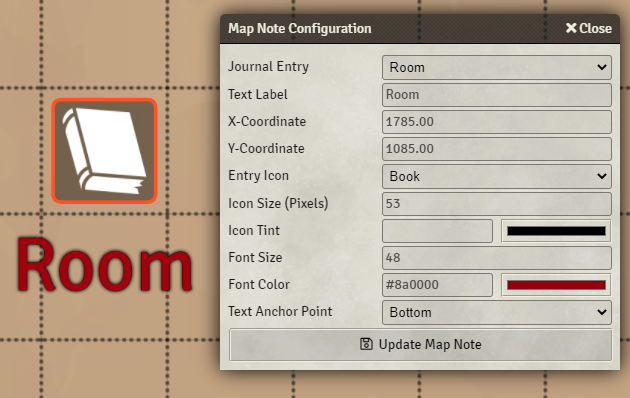 Map Note Configuration
Close
Journal Entry Room
Text Label Room
X-Coordinate 1785.00
Y-Coordinate 1085.00
Entry Icon Book
Icon Size (Pixels) 53
Icon Tint
Font Size 48
Font Color #8a0000
Text Anchor Point Bottom
Update Map Note
Room